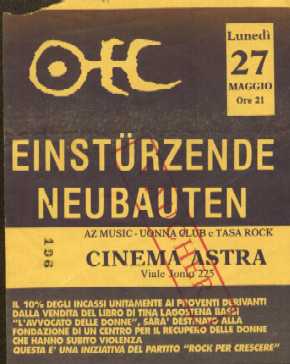 Lunedì
27
MAGGIO
Ore 21
EINSTÜRZENDE
NEUBAUTEN
AZ MUSIC - UONNA CLUB e TASA ROCK
196
CINEMA ASTRA
Viale Jonio 225
IL 10% DEGLI INCASSI UNITAMENTE AI PROVENTI DERIVANTI
DALLA VENDITA DEL LIBRO DI TINA LAGOSTENA BASSI
"L'AVVOCATO DELLE DONNE", SARA' DESTINATO ALLA
FONDAZIONE DI UN CENTRO PER IL RECUPERO DELLE DONNE
CHE HANNO SUBITO VIOLENZA
QUESTA E' UNA INIZIATIVA DEL PARTITO "ROCK PER CRESCERE"